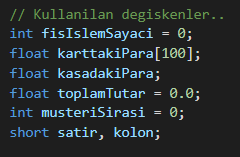 // Kullanilan degiskenler..
int fisIslemSayaci = 0;
float karttakiPara[100];
float kasadakiPara;
float toplamTutar = 0.0;
int musteriSirasi = 0;
short satir, kolon;